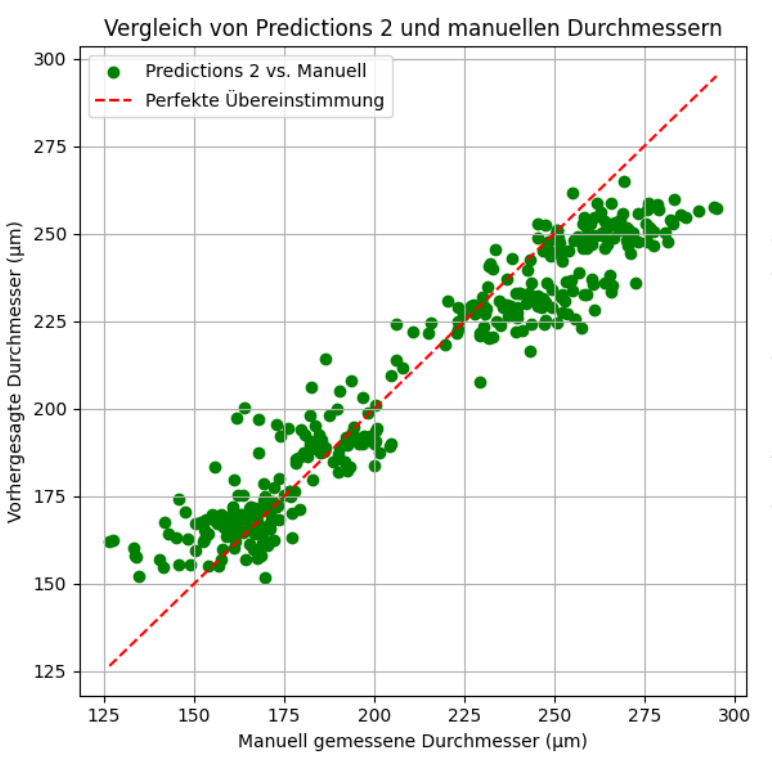 Vergleich von Predictions 2 und manuellen Durchmessern
Predictions 2 vs. Manuell
Perfekte Übereinstimmung
Vorhergesagte Durchmesser (µm)
300
275
250
225
200
175
150
125
125 150 175 200 225 250 275 300
Manuell gemessene Durchmesser (µm)